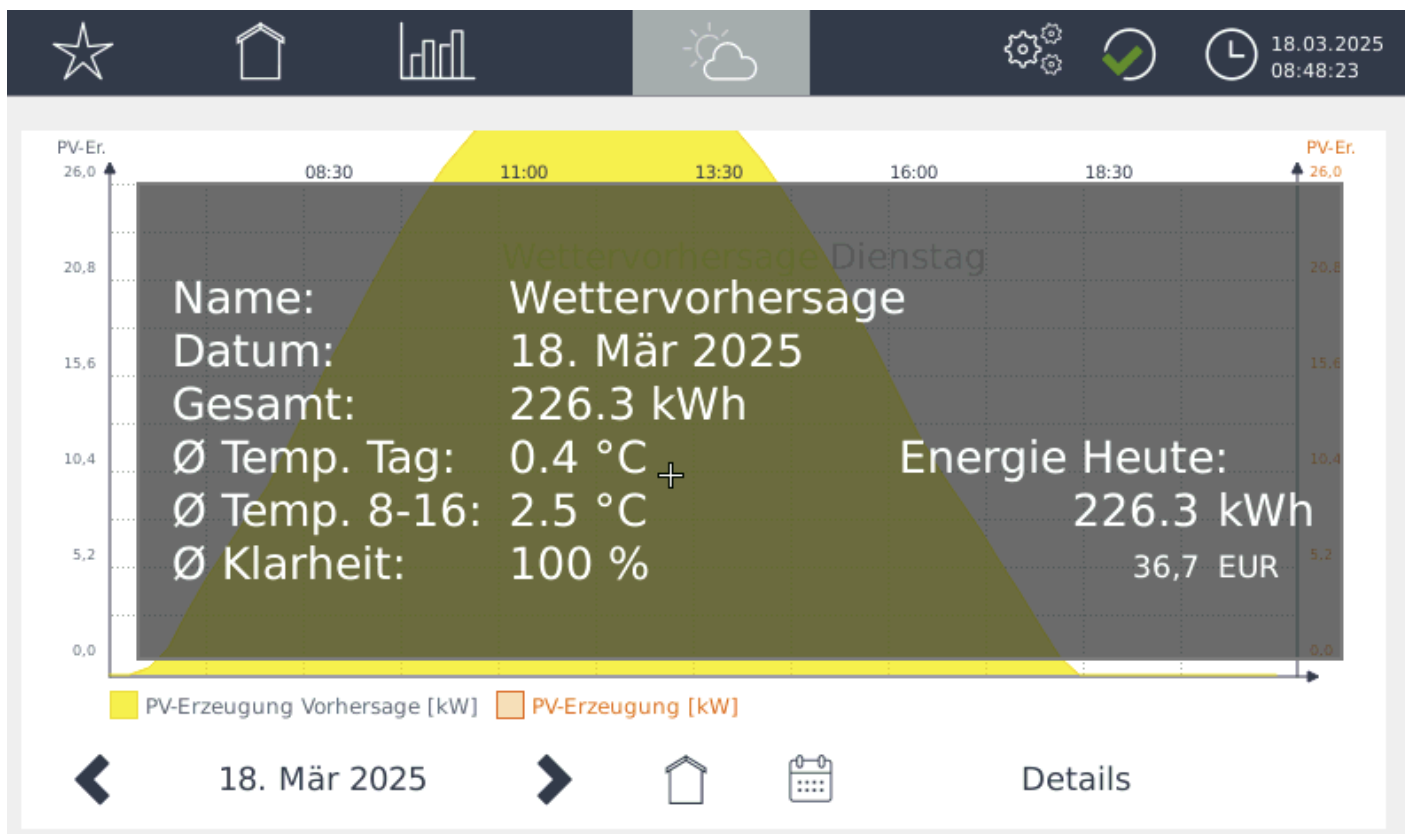 18.03.2025
08:48:23
PV-Er.
PV-Er.
26,0
08:30
11:00
13:30
16:00
18:30
26,0
Wettervorhersage Dienstag
20,8
20.8
Name: Wettervorhersage
Datum: 18. Mär 2025
15,6
15.6
Gesamt: 226.3 kWh
Ø Temp. Tag: 0.4 °C
Energie Heute:
10,4
10.4
Ø Temp. 8-16: 2.5 °C
226.3 kWh
5,2
5.2
Ø Klarheit: 100 %
36,7 EUR
0,0
0.0
PV-Erzeugung Vorhersage [kW] PV-Erzeugung [kW]
18. Mär 2025
Details